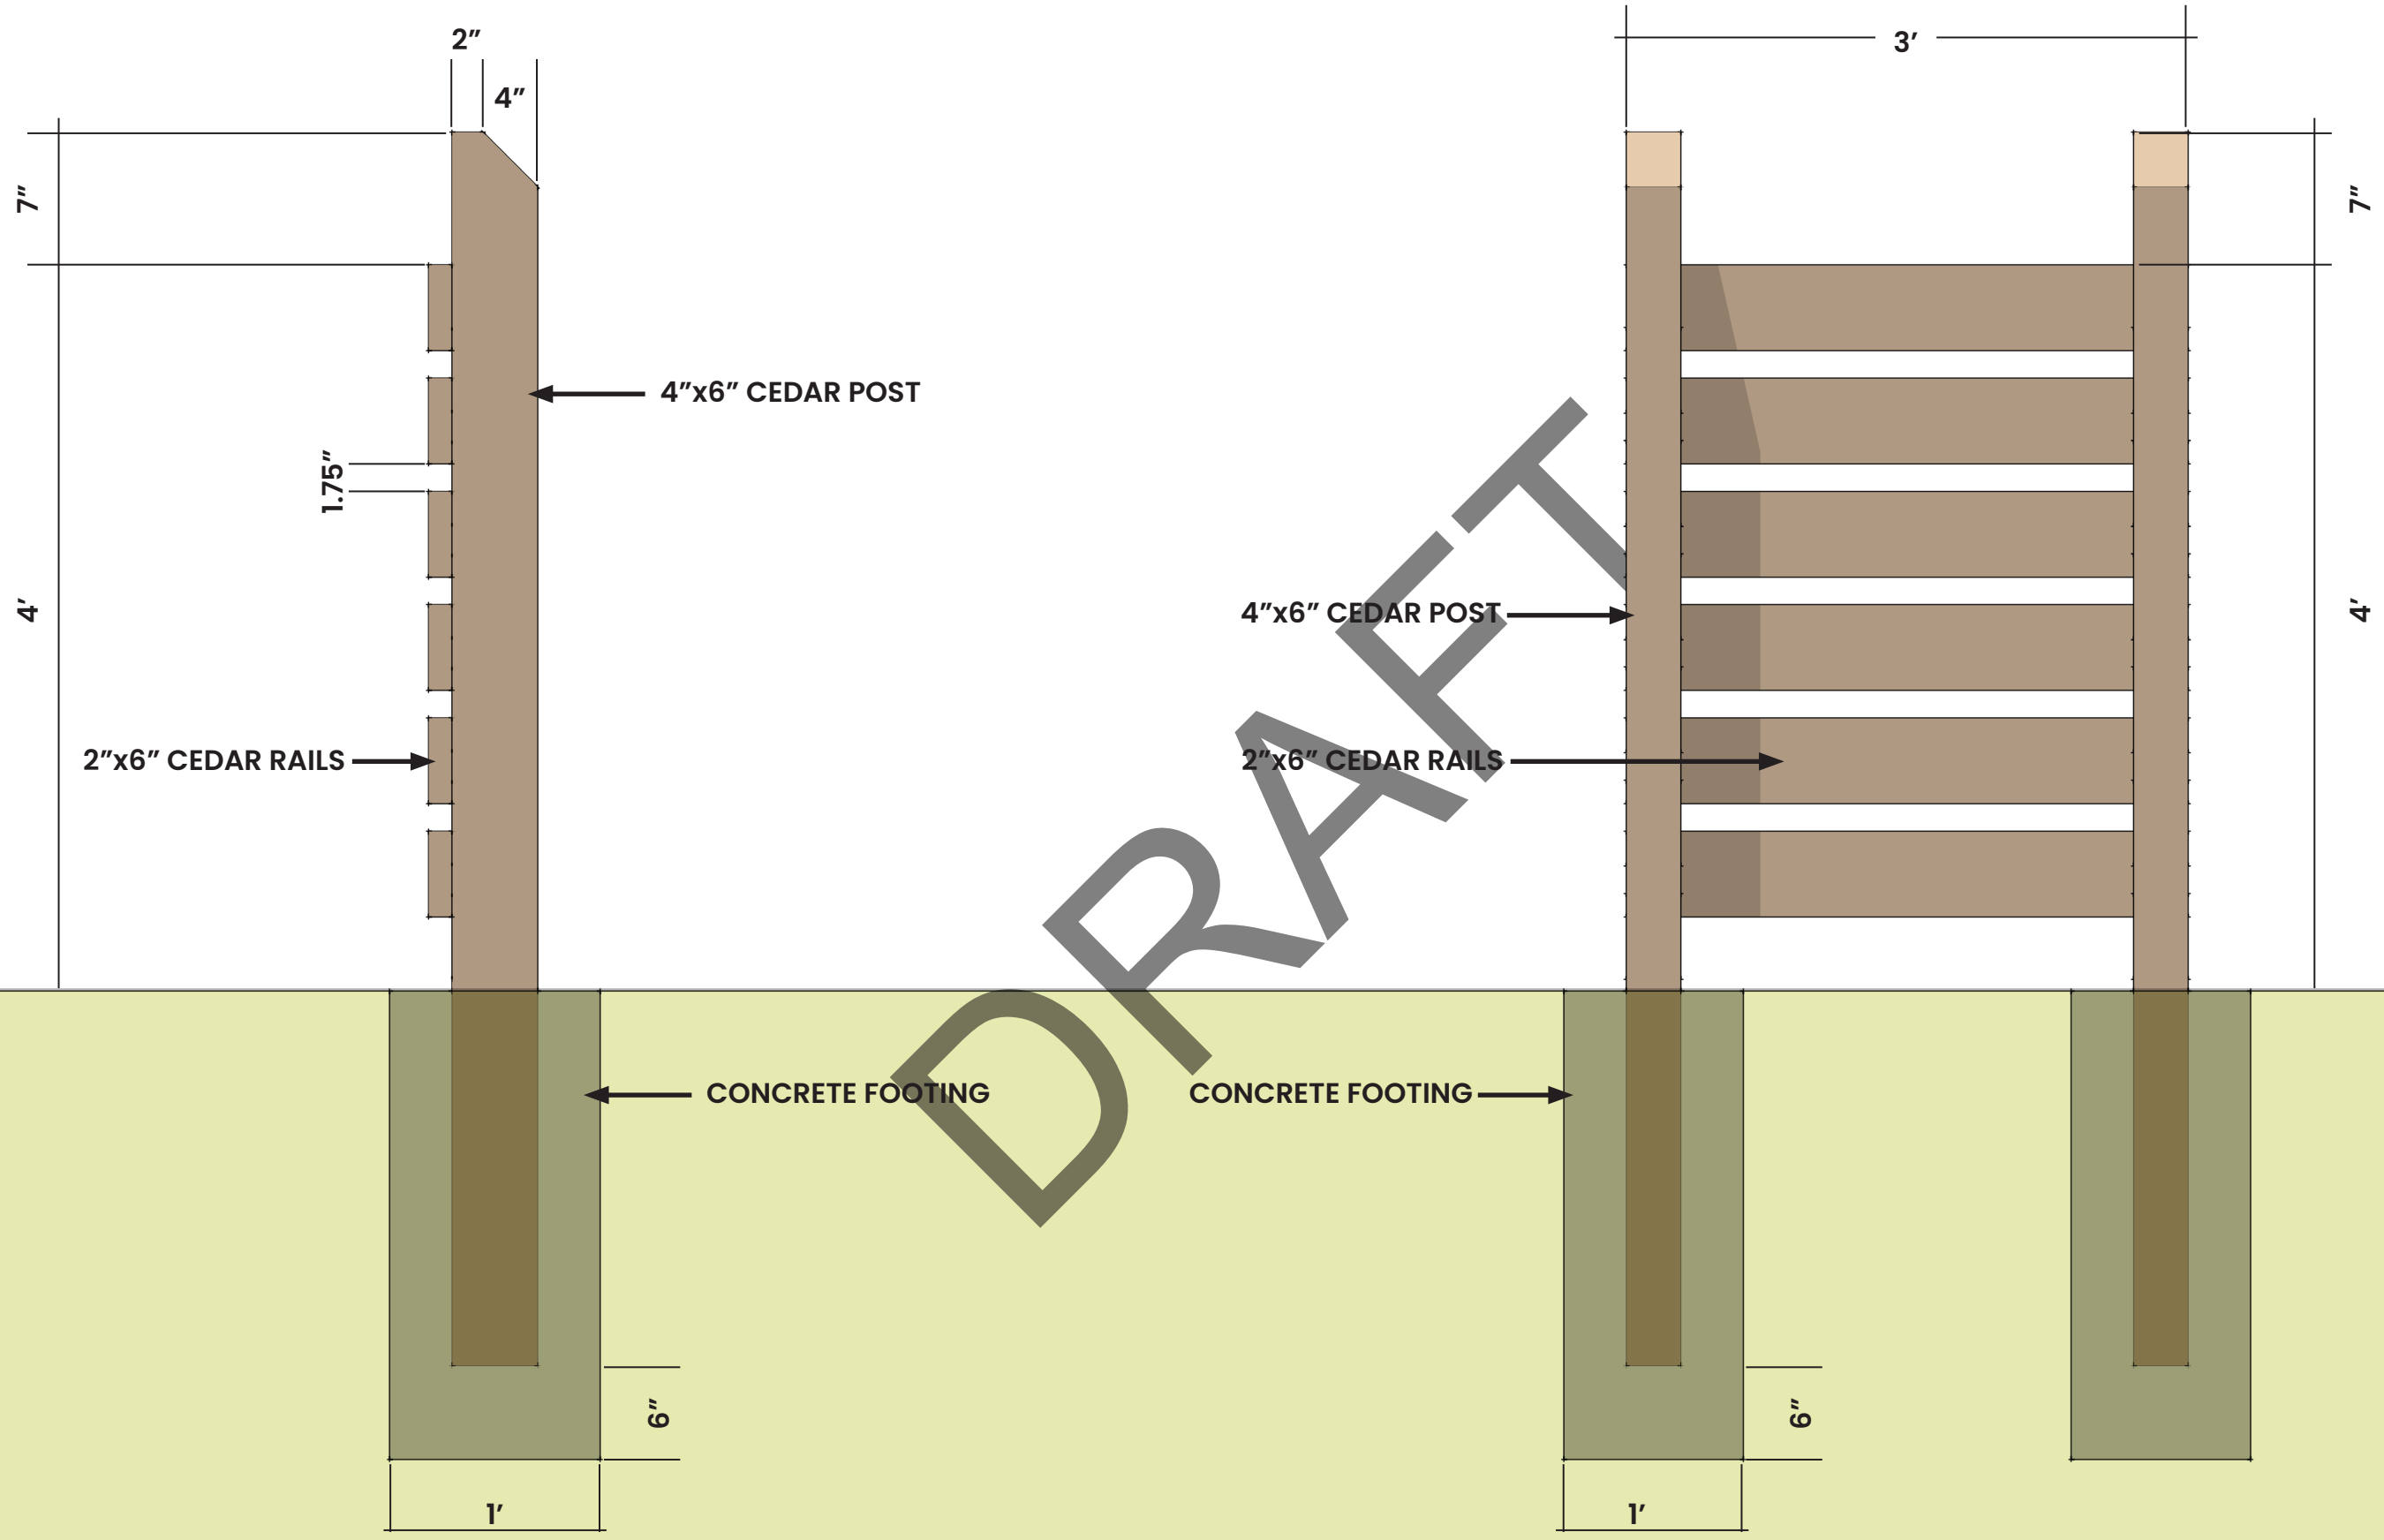 2”
3’
4”
7”
7”
4”x6” CEDAR POST
1.75”
4’
4”x6” CEDAR POST
4’
2”x6” CEDAR RAILS
2”x6” CEDAR RAILS
DRAFT
CONCRETE FOOTING
CONCRETE FOOTING
6”
6”
1’
1’